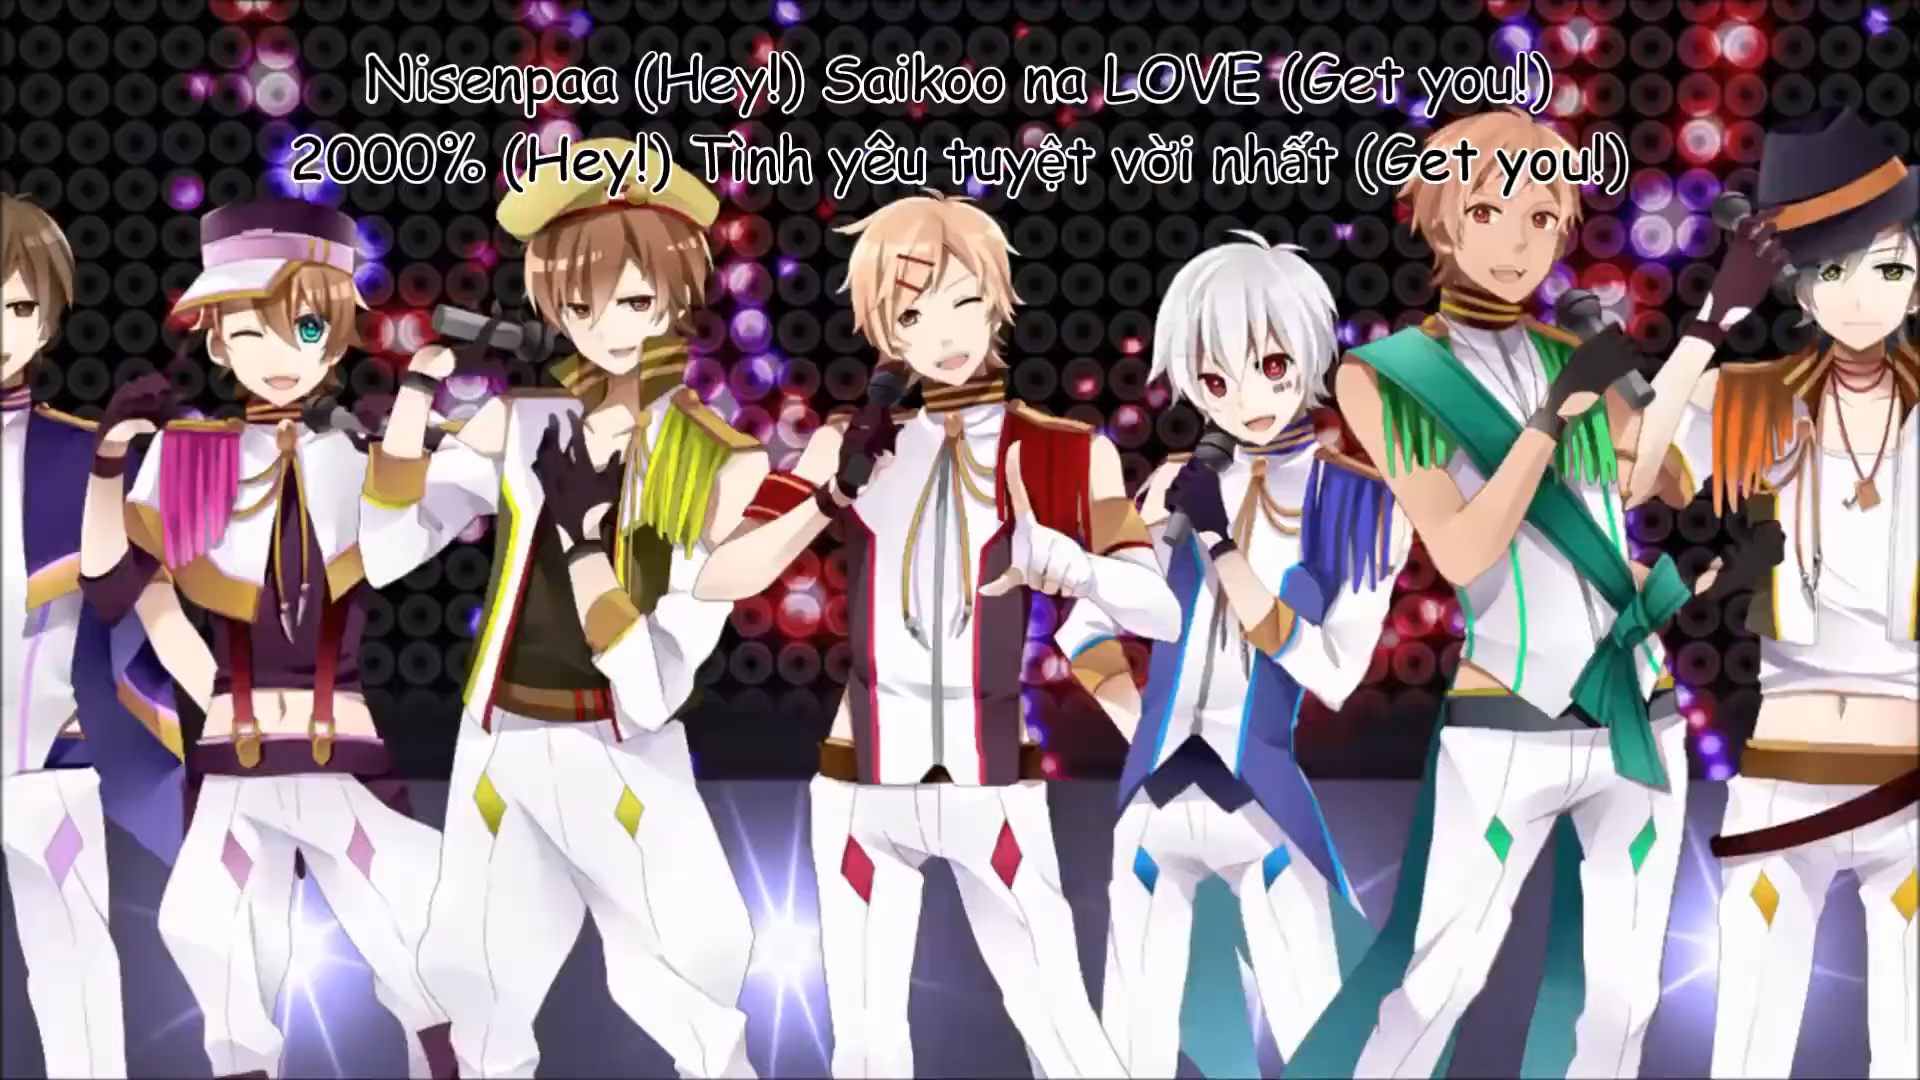 Nisenpaa (Hey!) Saikoo na LOVE (Get you!)
2000% (Hey!) Tình yêu tuyệt vời nhất (Get you!)